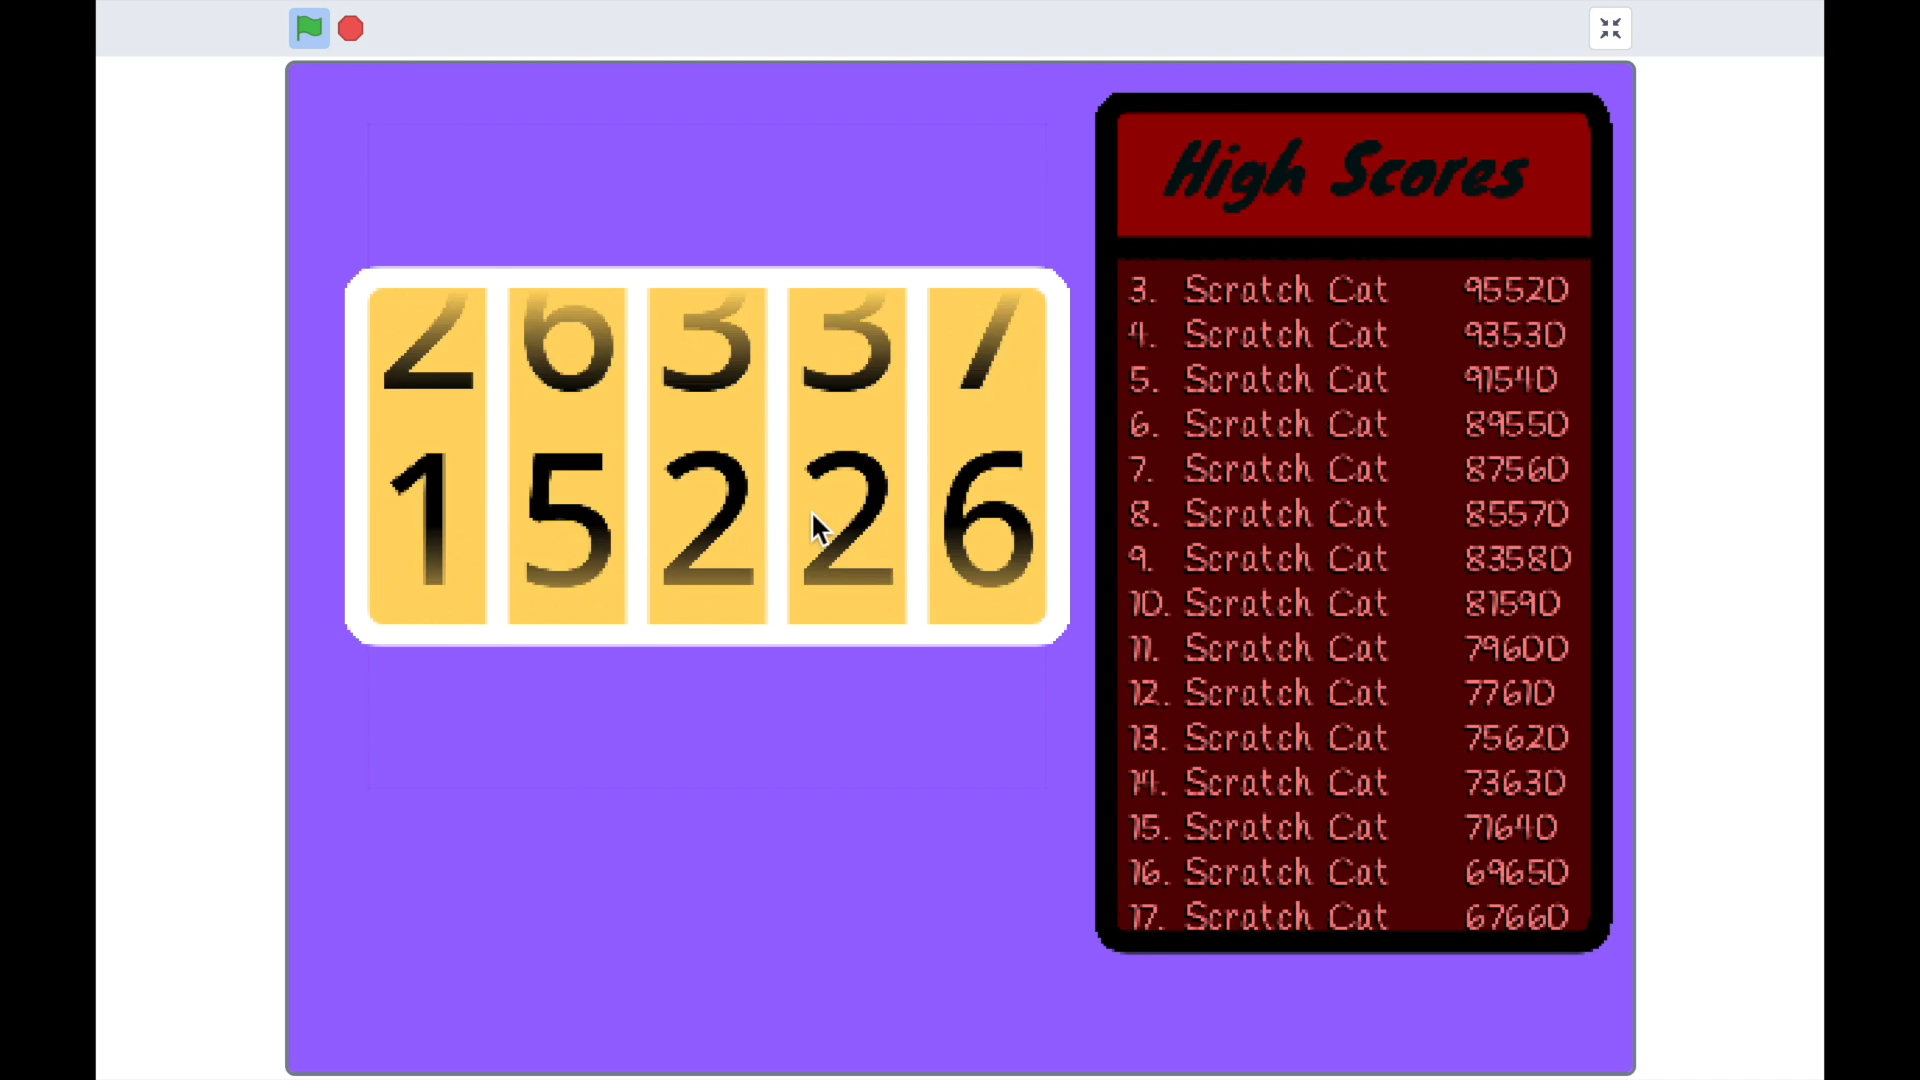 2 6 3 3 7
1 5 2 2 6
High Scores
3. Scratch Cat 95520
4. Scratch Cat 93530
5. Scratch Cat 91540
6. Scratch Cat 89550
7. Scratch Cat 87560
8. Scratch Cat 85570
9. Scratch Cat 83580
10. Scratch Cat 81590
11. Scratch Cat 79600
12. Scratch Cat 77610
13. Scratch Cat 75620
14. Scratch Cat 73630
15. Scratch Cat 71640
16. Scratch Cat 69650
17. Scratch Cat 67660